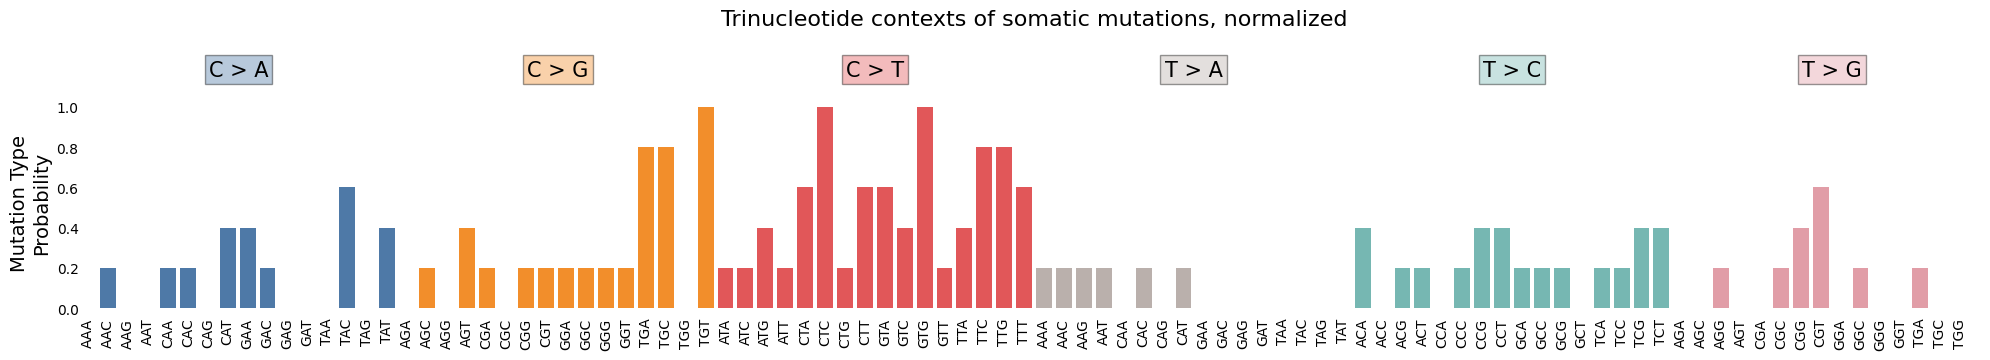 Trinucleotide contexts of somatic mutations, normalized
C > A
C > G
C > T
T > A
T > C
T > G
Mutation Type
Probability
1.0
0.8
0.6
0.4
0.2
0.0
AAA AAC AAG AAT CAA CAC CAG CAT GAA GAC GAG GAT TAA TAC TAG TAT AGA AGC AGG AGT CGA CGC CGG CGT GGA GGC GGG GGT TGA TGC TGG TGT ATA ATC ATG ATT CTA CTC CTG CTT GTA GTC GTG GTT TTA TTC TTG TTT AAA AAC AAG AAT CAA CAC CAG CAT GAA GAC GAG GAT TAA TAC TAG TAT ACA ACC ACG ACT CCA CCC CCG CCT GCA GCC GCG GCT TCA TCC TCG TCT AGA AGC AGG AGT CGA CGC CGG CGT GGA GGC GGG GGT TGA TGC TGG